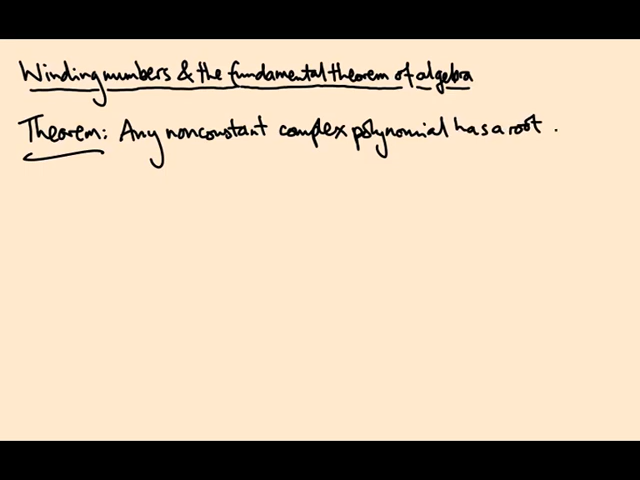 Winding numbers & the fundamental theorem of algebra
Theorem: Any nonconstant complex polynomial has a root.